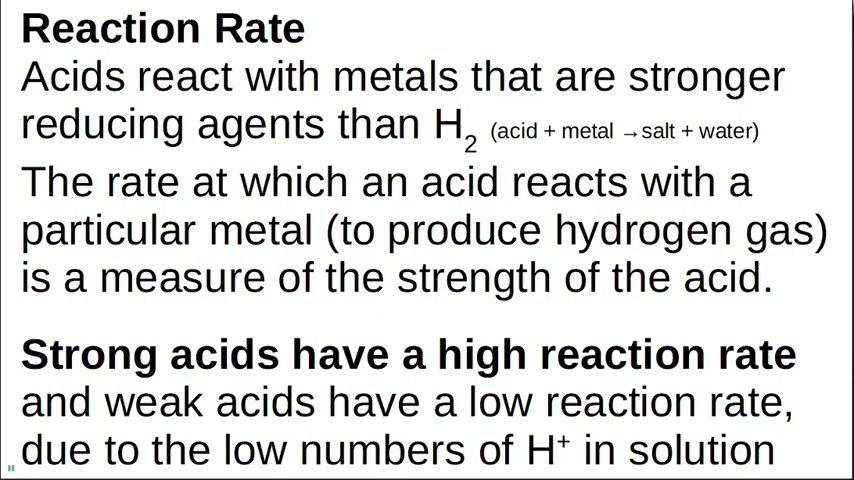 Reaction Rate
Acids react with metals that are stronger
reducing agents than H₂ (acid + metal →salt + water)
The rate at which an acid reacts with a
particular metal (to produce hydrogen gas)
is a measure of the strength of the acid.
Strong acids have a high reaction rate
and weak acids have a low reaction rate,
due to the low numbers of H⁺ in solution